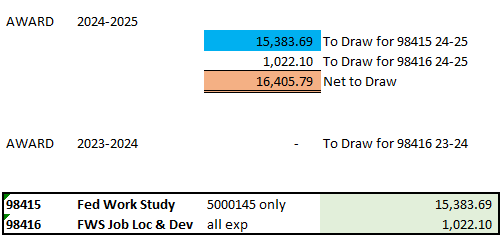 AWARD 2024-2025
15,383.69 To Draw for 98415 24-25
1,022.10 To Draw for 98416 24-25
16,405.79 Net to Draw
AWARD 2023-2024 - To Draw for 98416 23-24
98415 Fed Work Study 5000145 only 15,383.69
98416 FWS Job Loc & Dev all exp 1,022.10